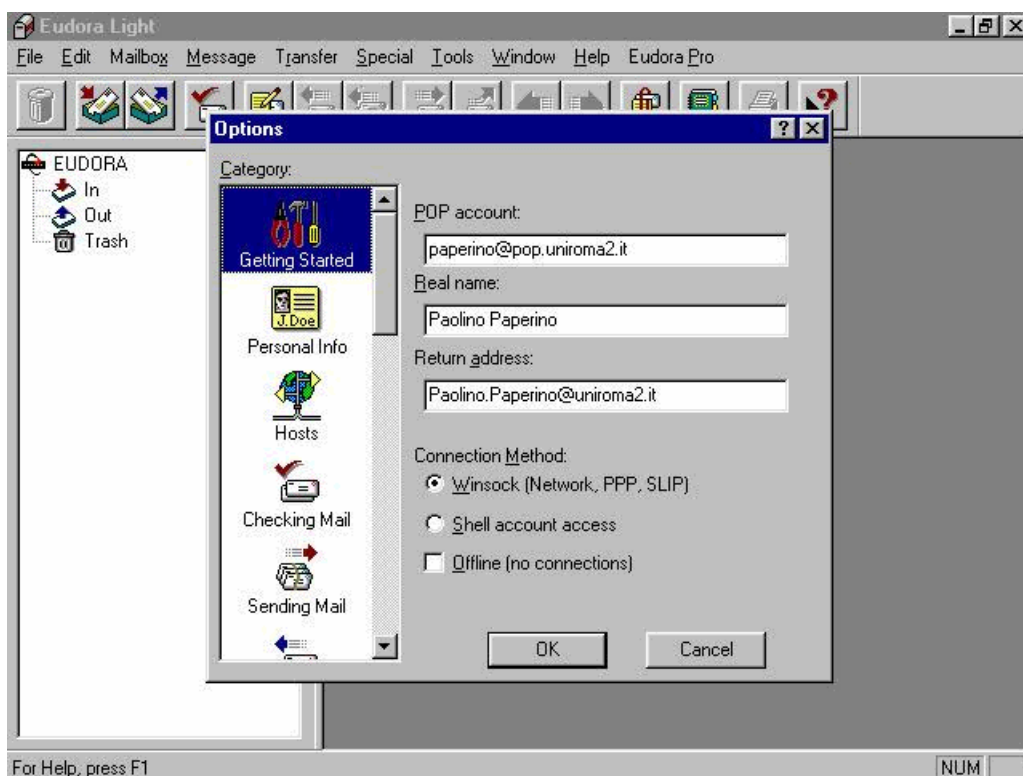 Eudora Light
File Edit Mailbox Message Transfer Special Tools Window Help Eudora Pro
EUDORA
In
Out
Trash
Options
Category:
Getting Started
J.Doe
Personal Info
Hosts
Checking Mail
Sending Mail
POP account:
paperino@pop.uniroma2.it
Real name:
Paolino Paperino
Return address:
Paolino.Paperino@uniroma2.it
Connection Method:
Winsock (Network, PPP, SLIP)
Shell account access
Offline (no connections)
OK Cancel
For Help, press F1 NUM